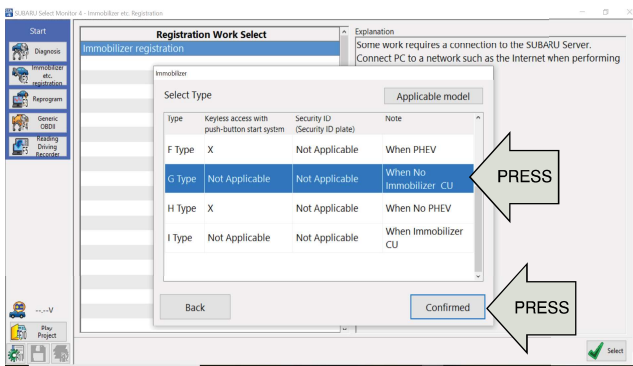 SUBARU Select Monitor 4 - Immobilizer etc. Registration
Start
Diagnosis
Immobilizer
etc.
registration
Reprogram
Generic
OBDII
Reading
Driving
Recorder
--.--V
Play
Project
Registration Work Select
Immobilizer registration
Explanation
Some work requires a connection to the SUBARU Server.
Connect PC to a network such as the Internet when performing
Immobilizer
Select Type
Applicable model
Type Keyless access with push-button start system Security ID (Security ID plate) Note
F Type X Not Applicable When PHEV
G Type Not Applicable Not Applicable When No Immobilizer CU
H Type X Not Applicable When No PHEV
I Type Not Applicable Not Applicable When Immobilizer CU
Back
Confirmed
PRESS
PRESS
Select